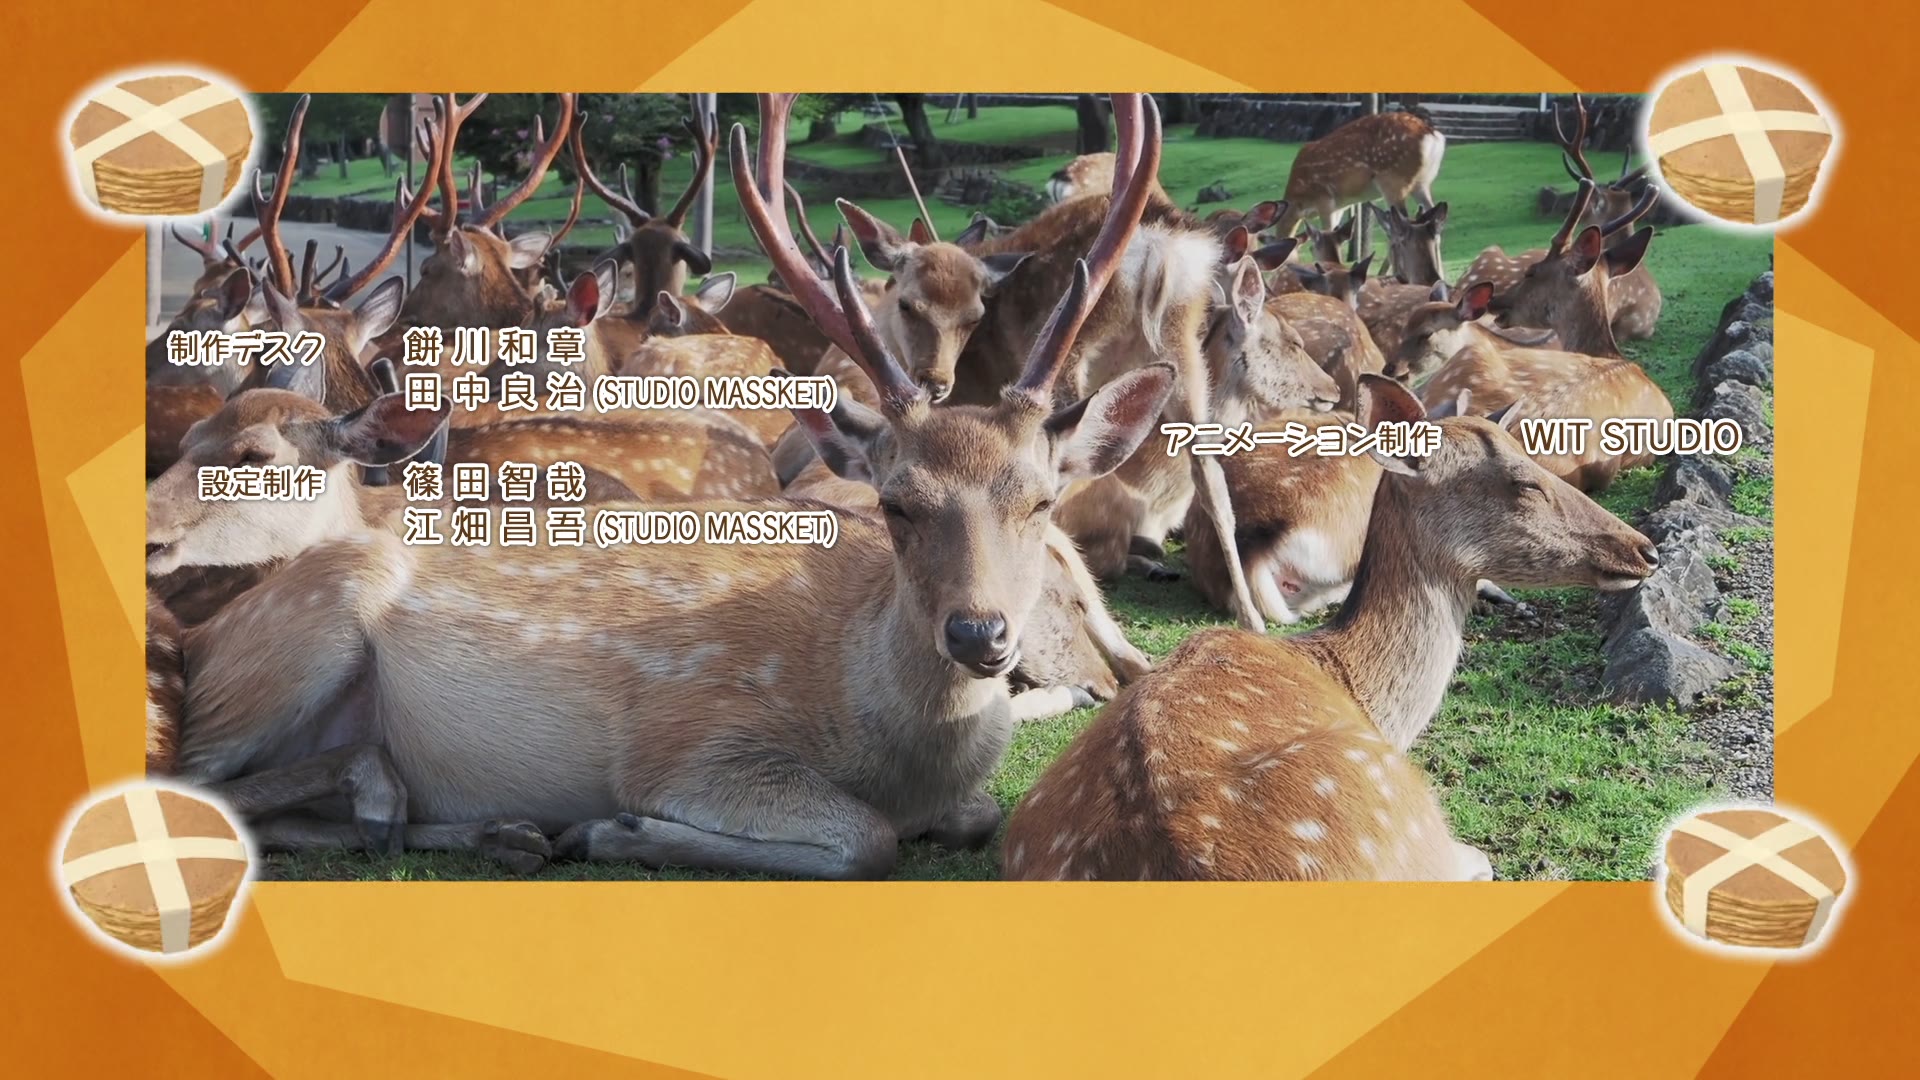 制作デスク 餅川和章
田中良治(STUDIO MASSKET)
設定制作 篠田智哉
江畑昌吾(STUDIO MASSKET)
アニメーション制作 WIT STUDIO